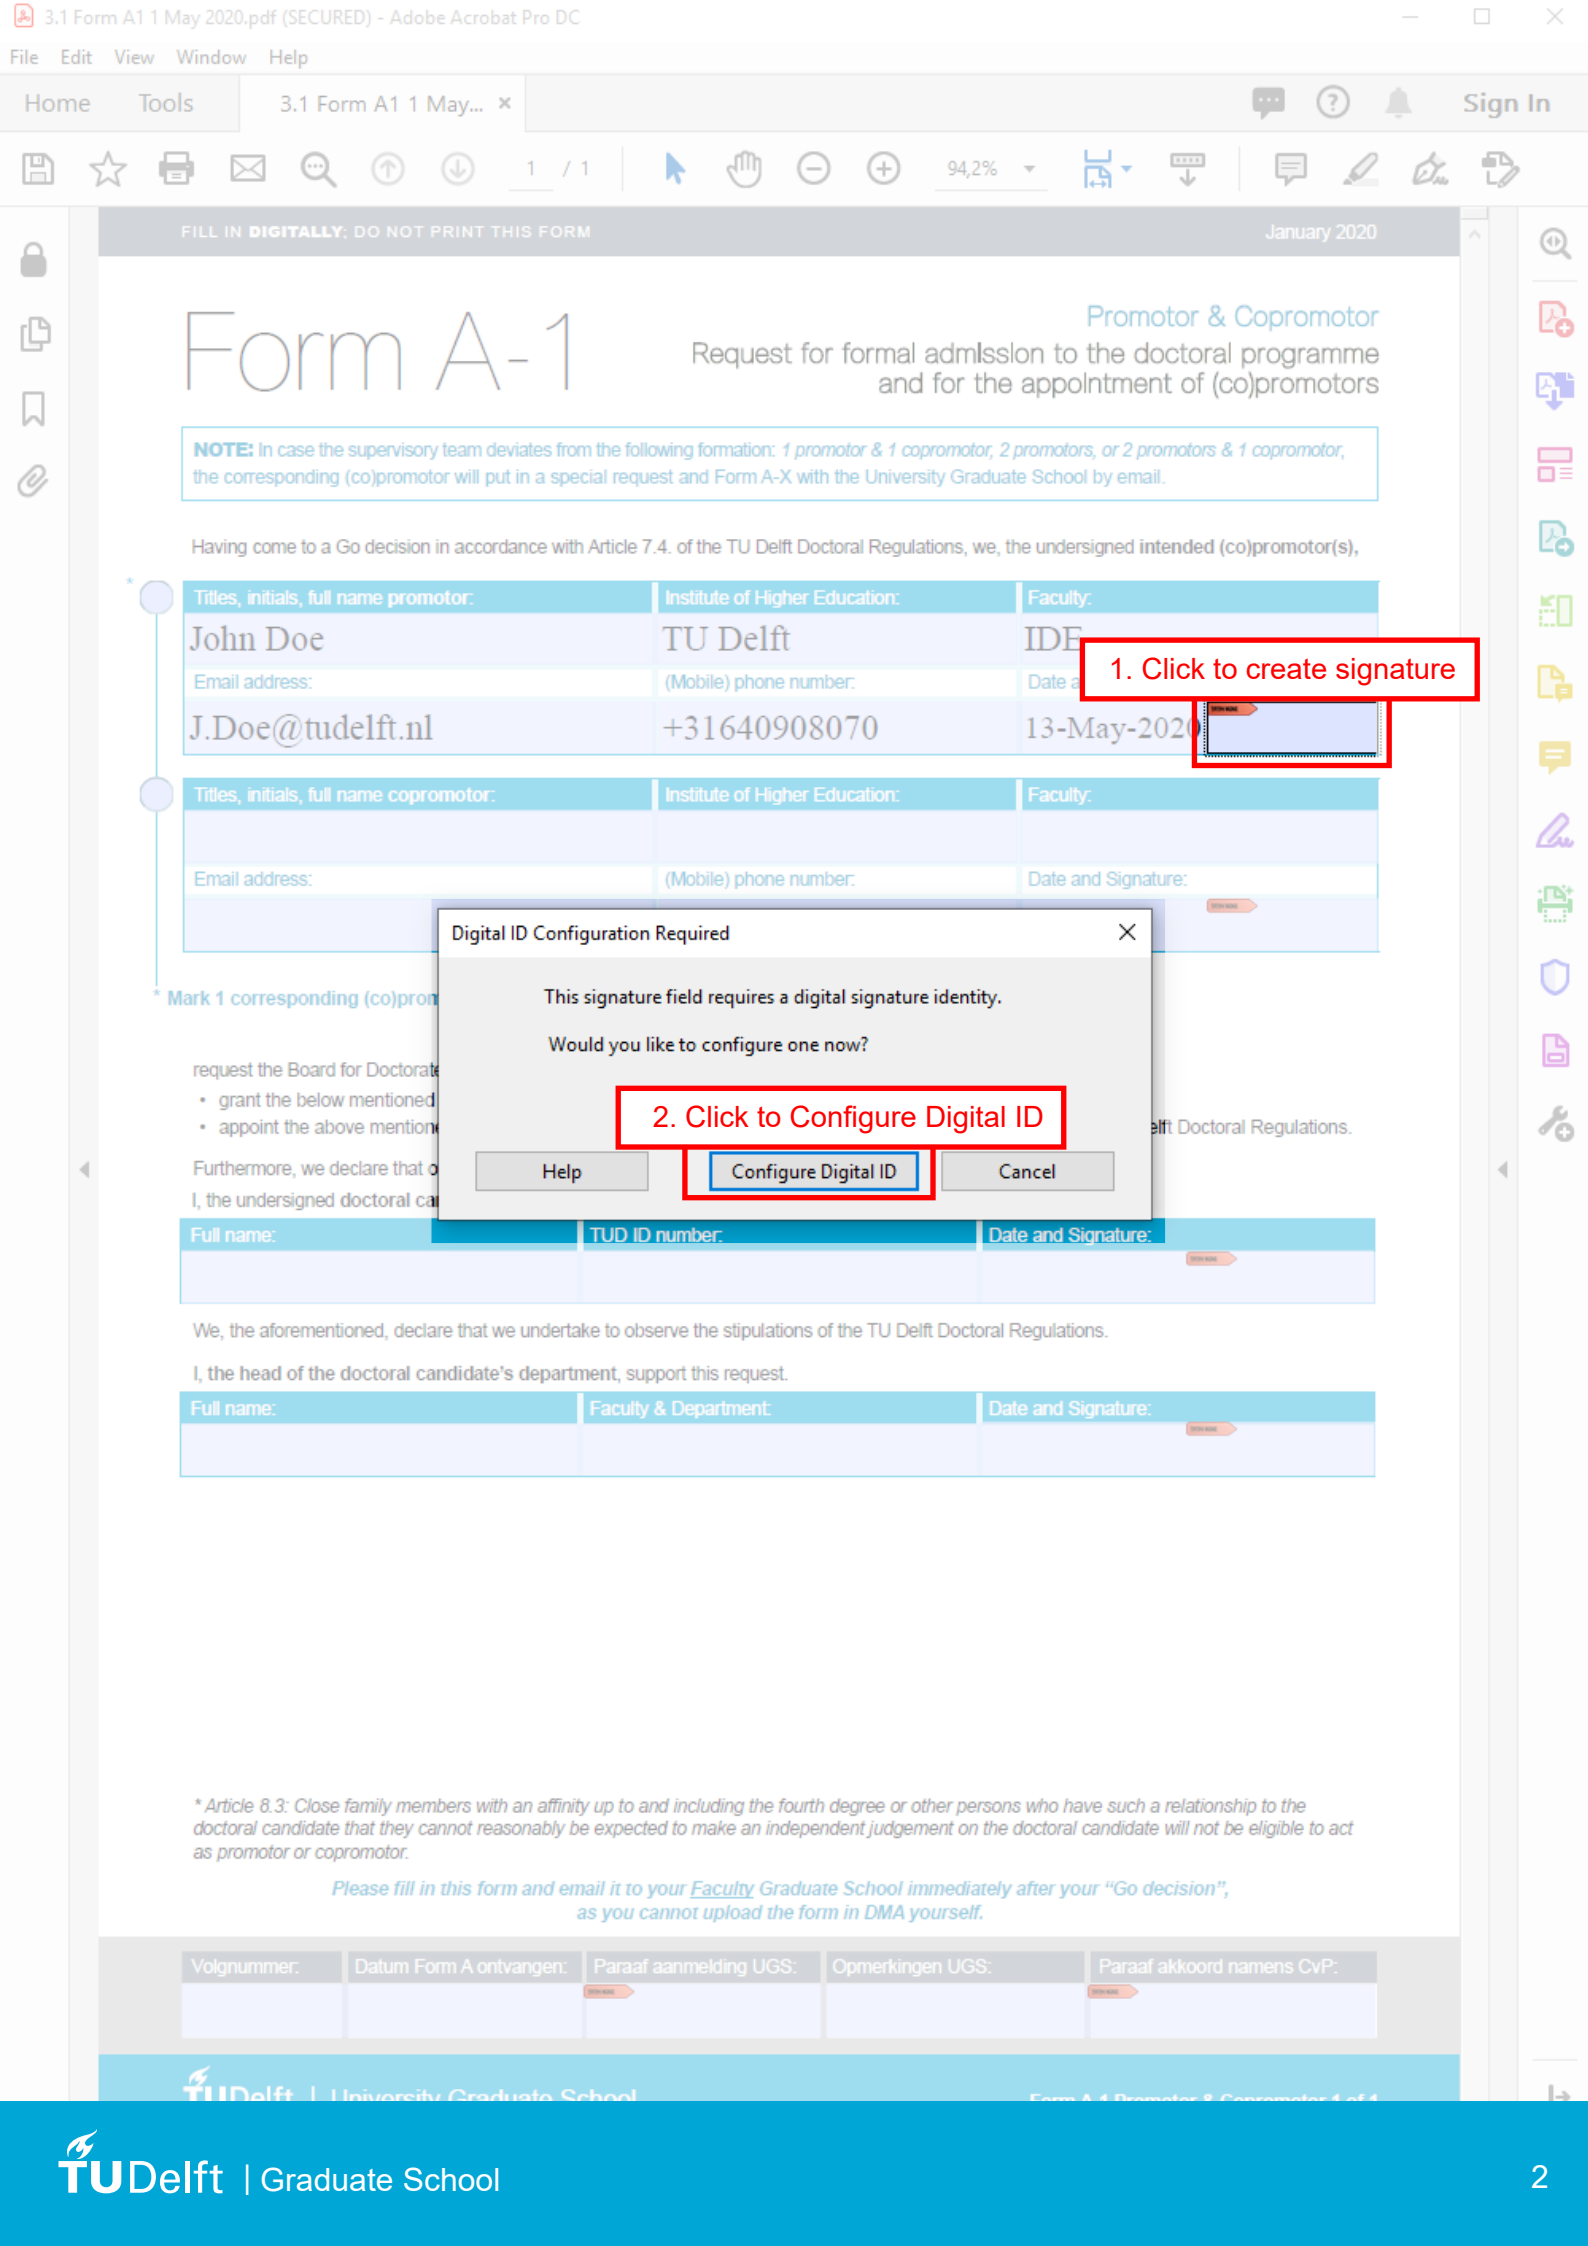 3.1 Form A1 1 May 2020.pdf (SECURED) - Adobe Acrobat Pro DC
File Edit View Window Help
Home Tools 3.1 Form A1 1 May... × Sign In
1 / 1 94,2%
FILL IN DIGITALLY; DO NOT PRINT THIS FORM January 2020
Form A-1
Promotor & Copromotor
Request for formal admission to the doctoral programme
and for the appointment of (co)promotors
NOTE: In case the supervisory team deviates from the following formation: 1 promotor & 1 copromotor, 2 promotors, or 2 promotors & 1 copromotor,
the corresponding (co)promotor will put in a special request and Form A-X with the University Graduate School by email.
Having come to a Go decision in accordance with Article 7.4. of the TU Delft Doctoral Regulations, we, the undersigned intended (co)promotor(s),
*
Titles, initials, full name promotor: Institute of Higher Education: Faculty:
John Doe TU Delft IDE
1. Click to create signature
Email address: (Mobile) phone number: Date a
J.Doe@tudelft.nl +31640908070 13-May-2020
Titles, initials, full name copromotor: Institute of Higher Education: Faculty:
Email address: (Mobile) phone number: Date and Signature:
Digital ID Configuration Required
* Mark 1 corresponding (co)prom
This signature field requires a digital signature identity.
Would you like to configure one now?
request the Board for Doctorate
• grant the below mentioned
2. Click to Configure Digital ID
• appoint the above mentione elft Doctoral Regulations.
Furthermore, we declare that o
Help Configure Digital ID Cancel
I, the undersigned doctoral ca
Full name: TUD ID number: Date and Signature:
We, the aforementioned, declare that we undertake to observe the stipulations of the TU Delft Doctoral Regulations.
I, the head of the doctoral candidate's department, support this request.
Full name: Faculty & Department: Date and Signature:
* Article 8.3: Close family members with an affinity up to and including the fourth degree or other persons who have such a relationship to the
doctoral candidate that they cannot reasonably be expected to make an independent judgement on the doctoral candidate will not be eligible to act
as promotor or copromotor.
Please fill in this form and email it to your Faculty Graduate School immediately after your "Go decision",
as you cannot upload the form in DMA yourself.
Volgnummer: Datum Form A ontvangen: Paraaf aanmelding UGS: Opmerkingen UGS: Paraaf akkoord namens CvP:
TUDelft | University Graduate School Form A-1 Promotor & Copromotor 1 of 1
TUDelft | Graduate School 2